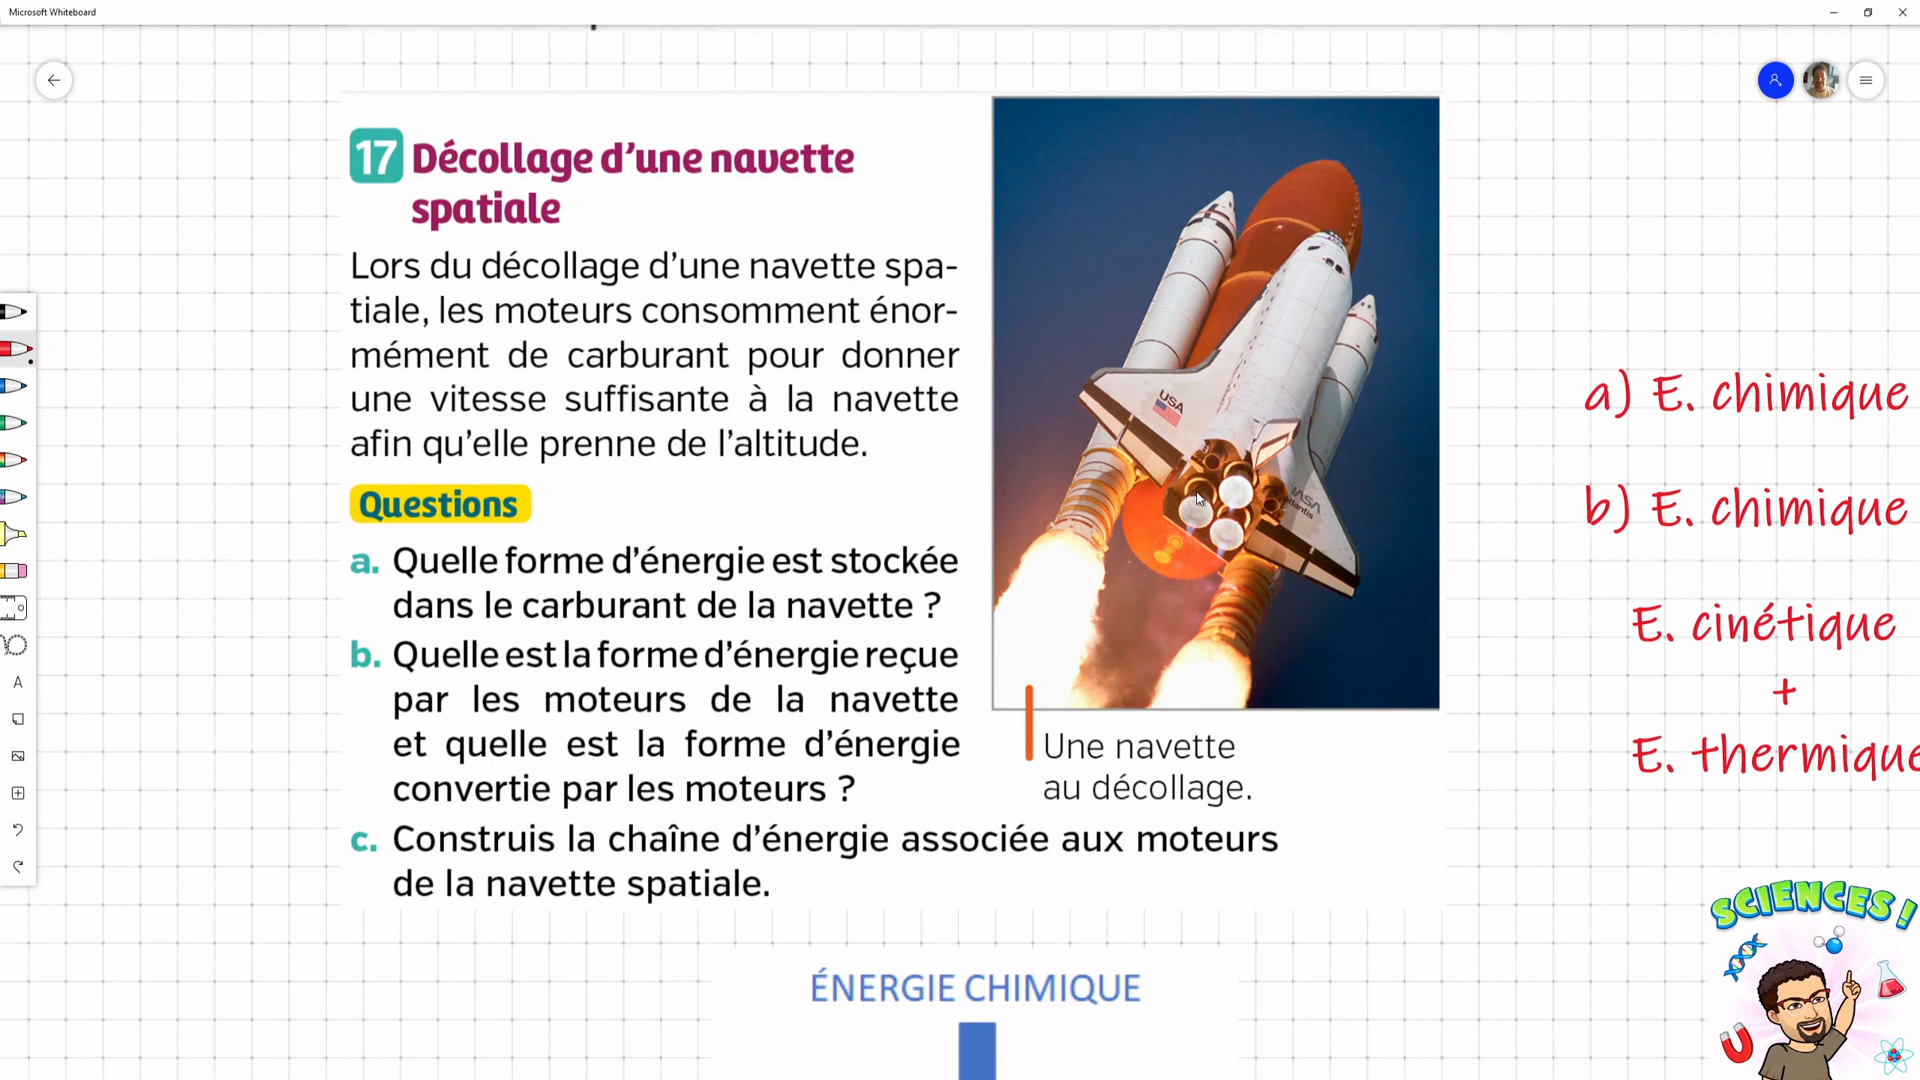 Microsoft Whiteboard
17 Décollage d'une navette
spatiale
Lors du décollage d'une navette spa-
tiale, les moteurs consomment énor-
mément de carburant pour donner
une vitesse suffisante à la navette
afin qu'elle prenne de l'altitude.
Questions
a. Quelle forme d'énergie est stockée
dans le carburant de la navette ?
b. Quelle est la forme d'énergie reçue
par les moteurs de la navette
et quelle est la forme d'énergie
convertie par les moteurs ?
c. Construis la chaîne d'énergie associée aux moteurs
de la navette spatiale.
USA
NASA
Atlantis
Une navette
au décollage.
a) E. chimique
b) E. chimique
E. cinétique
+
E. thermique
ÉNERGIE CHIMIQUE
SCIENCES !
A